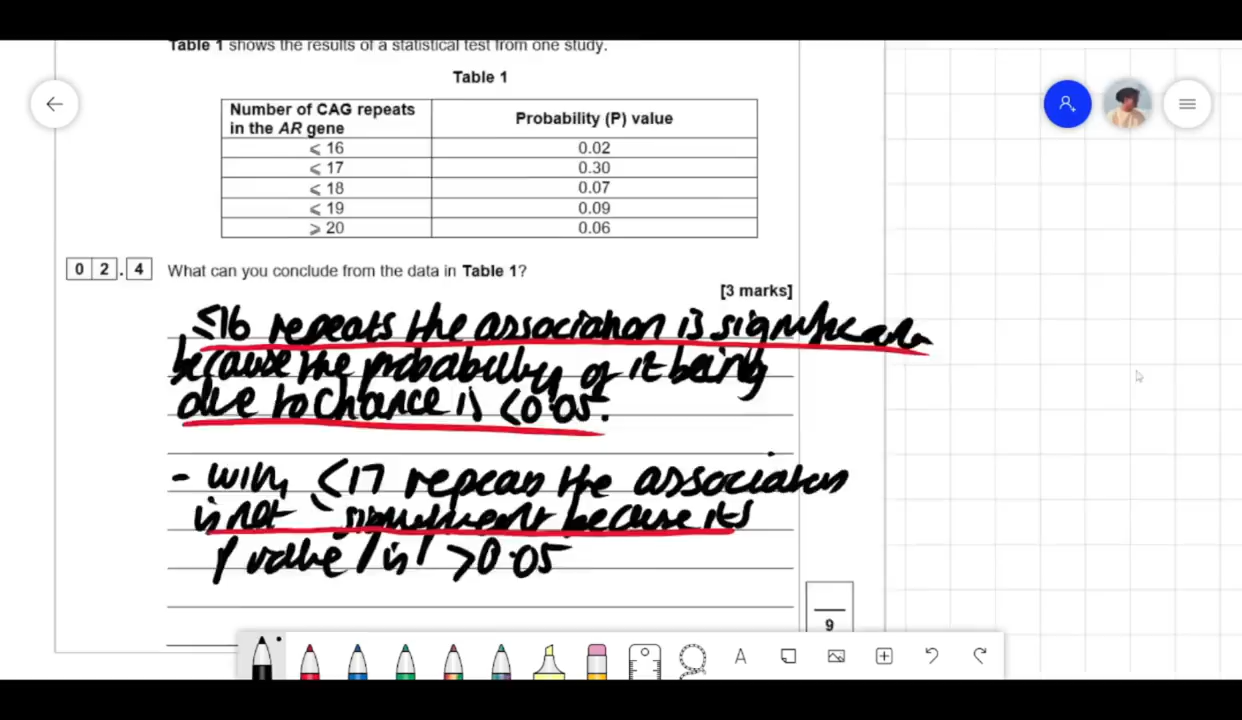 Table 1 shows the results of a statistical test from one study.
Table 1
Number of CAG repeats in the AR gene Probability (P) value
⩽ 16 0.02
⩽ 17 0.30
⩽ 18 0.07
⩽ 19 0.09
⩾ 20 0.06
0 2 . 4 What can you conclude from the data in Table 1?
[3 marks]
≤16 repeats the association is significant
because the probability of it being
due to chance is <0.05.
- with ≤17 repeats the association
is not significant because its
P value is >0.05
9
A